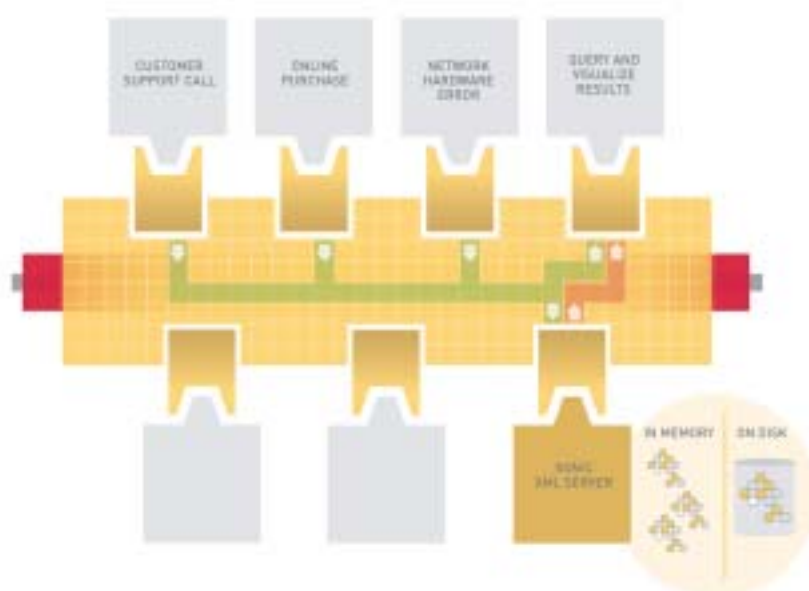 CUSTOMER
SUPPORT CALL
ONLINE
PURCHASE
NETWORK
HARDWARE
ERROR
QUERY AND
VISUALIZE
RESULTS
IN MEMORY
ON DISK
SONIC
XML SERVER